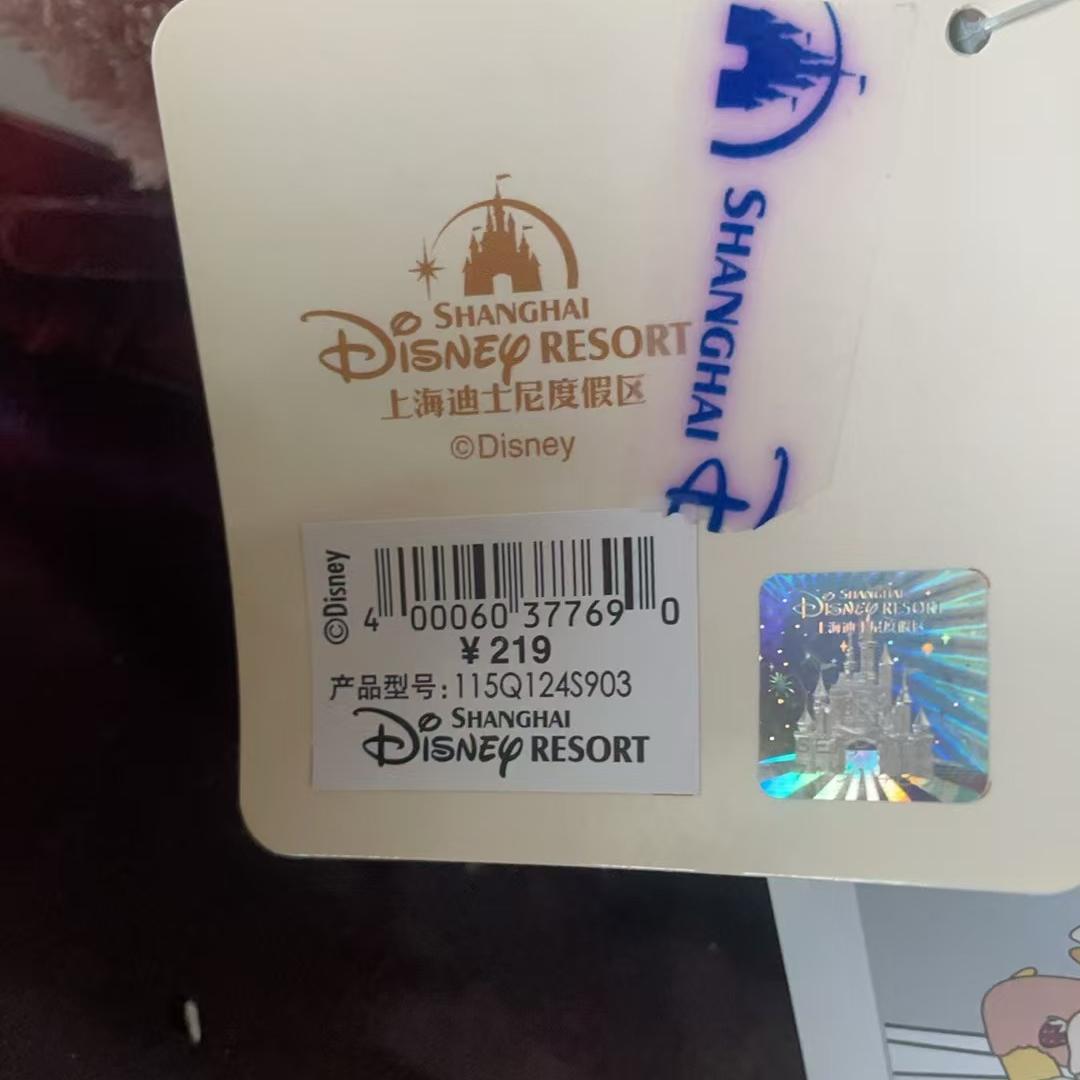 SHANGHAI
DISNEY RESORT
上海迪士尼度假区
©Disney
SHANGHAI D
©Disney
4 00060 37769 0
¥219
产品型号:115Q124S903
SHANGHAI
DISNEY RESORT
SHANGHAI
DISNEY RESORT
上海迪士尼度假区